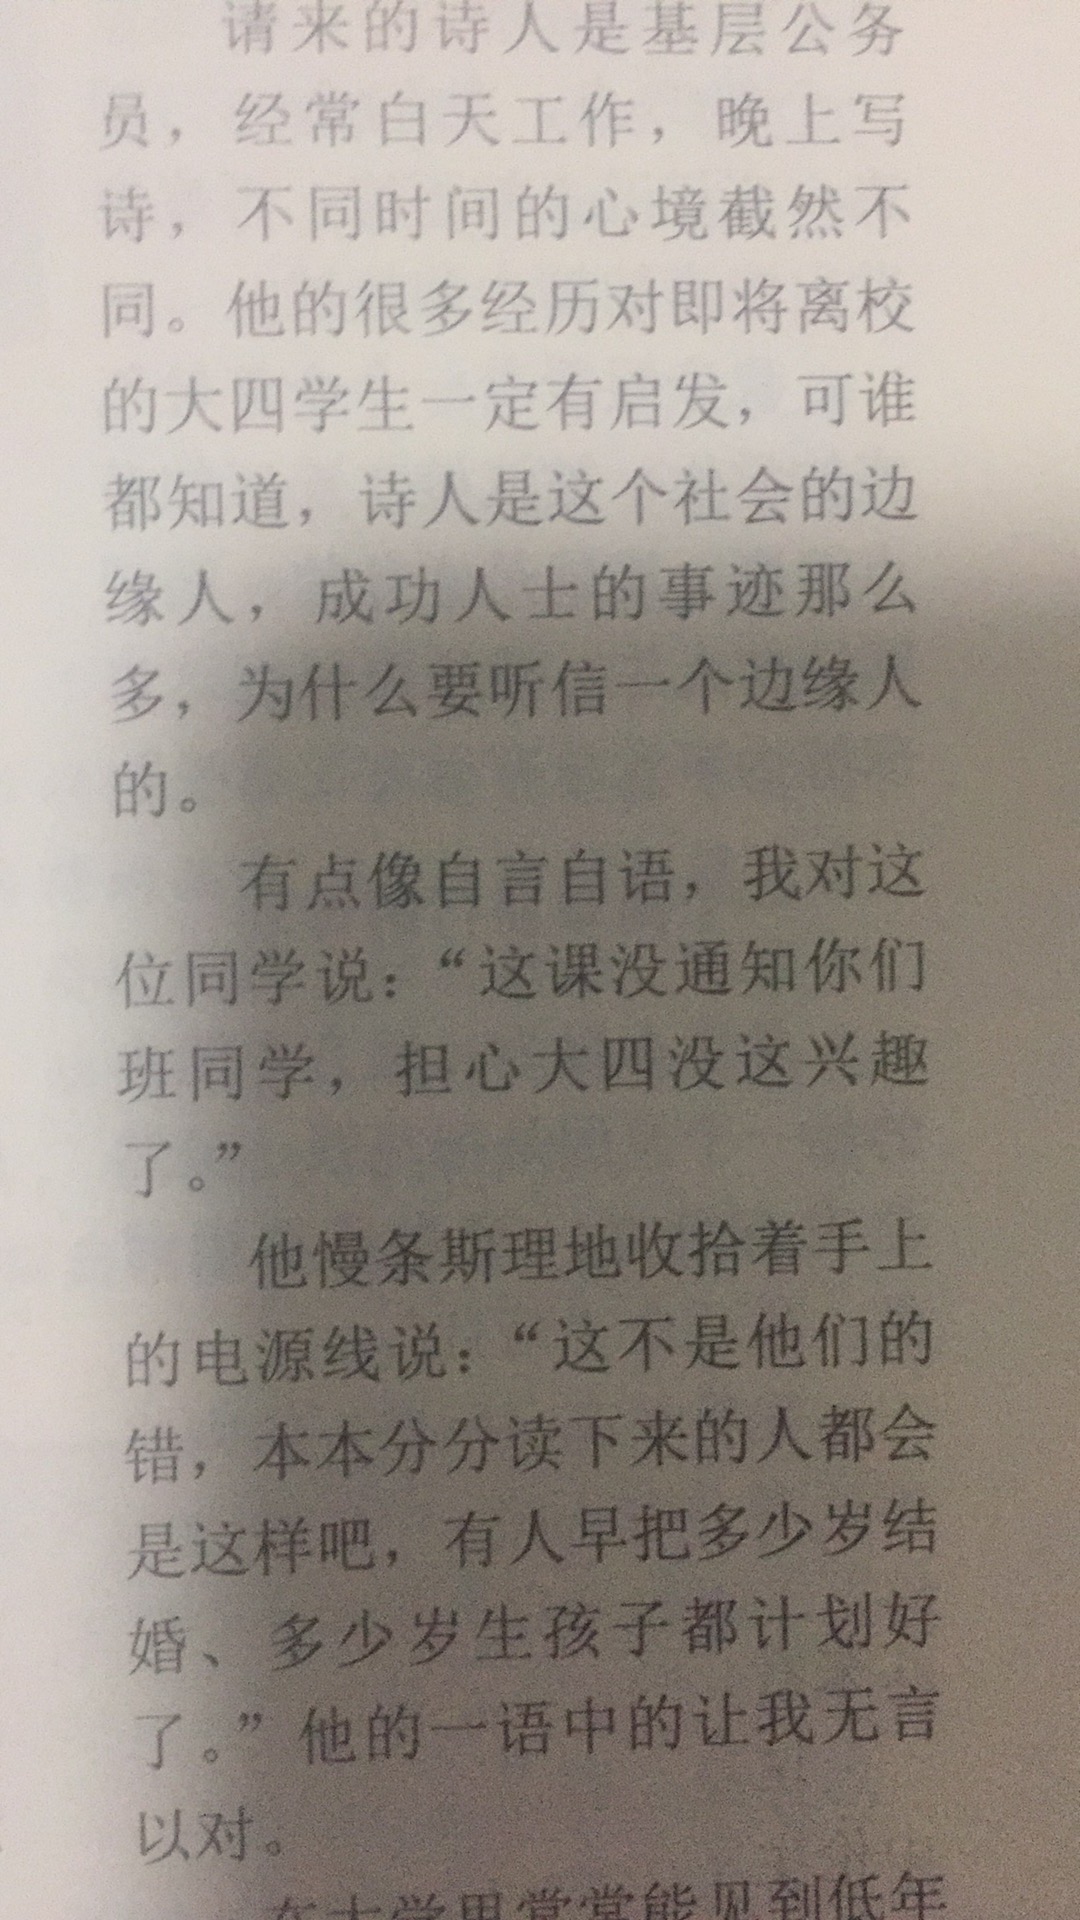 请来的诗人是基层公务
员，经常白天工作，晚上写
诗，不同时间的心境截然不
同。他的很多经历对即将离校
的大四学生一定有启发，可谁
都知道，诗人是这个社会的边
缘人，成功人士的事迹那么
多，为什么要听信一个边缘人
的。
有点像自言自语，我对这
位同学说：“这课没通知你们
班同学，担心大四没这兴趣
了。”
他慢条斯理地收拾着手上
的电源线说：“这不是他们的
错，本本分分读下来的人都会
是这样吧，有人早把多少岁结
婚、多少岁生孩子都计划好
了。”他的一语中的让我无言
以对。
在大学里常常能见到低年